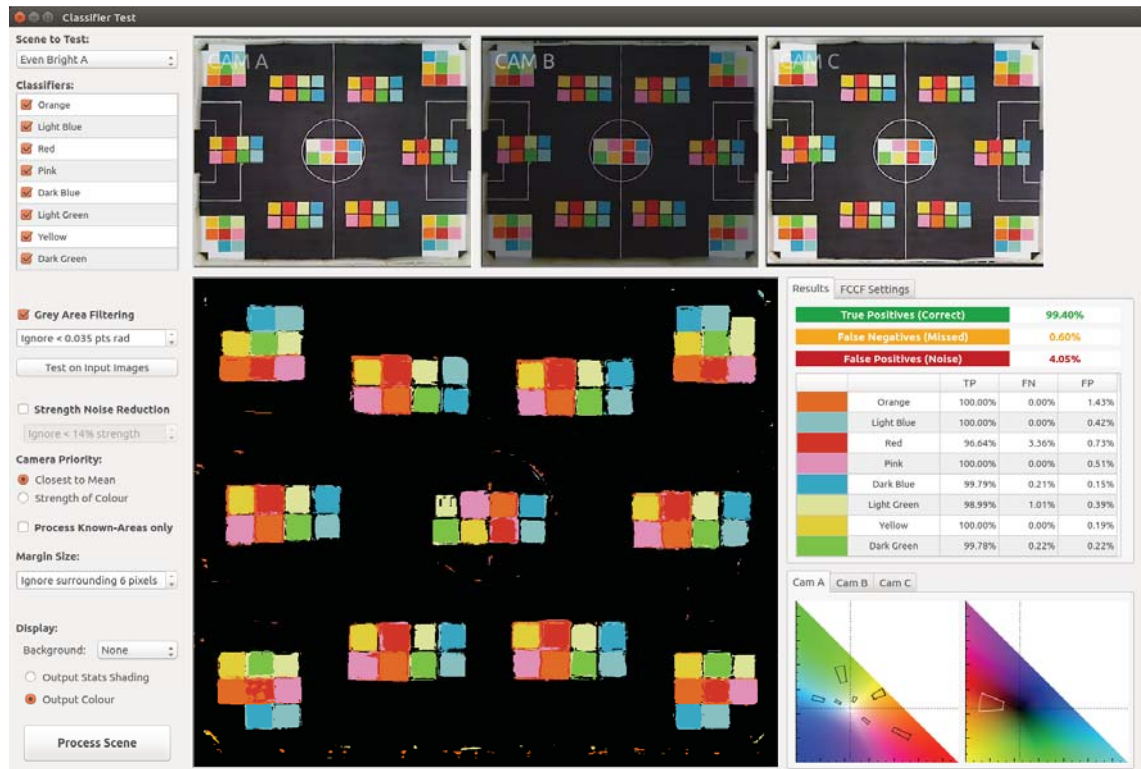 Classifier Test
Scene to Test:
Even Bright A
Classifiers:
Orange
Light Blue
Red
Pink
Dark Blue
Light Green
Yellow
Dark Green
Grey Area Filtering
Ignore < 0.035 pts rad
Test on Input Images
Strength Noise Reduction
Ignore < 14% strength
Camera Priority:
Closest to Mean
Strength of Colour
Process Known-Areas only
Margin Size:
Ignore surrounding 6 pixels
Display:
Background: None
Output Stats Shading
Output Colour
Process Scene
CAM A
CAM B
CAM C
Results FCCF Settings
True Positives (Correct) 99.40%
False Negatives (Missed) 0.60%
False Positives (Noise) 4.05%
TP FN FP
Orange 100.00% 0.00% 1.43%
Light Blue 100.00% 0.00% 0.42%
Red 96.64% 3.36% 0.73%
Pink 100.00% 0.00% 0.51%
Dark Blue 99.79% 0.21% 0.15%
Light Green 98.99% 1.01% 0.39%
Yellow 100.00% 0.00% 0.19%
Dark Green 99.78% 0.22% 0.22%
Cam A Cam B Cam C